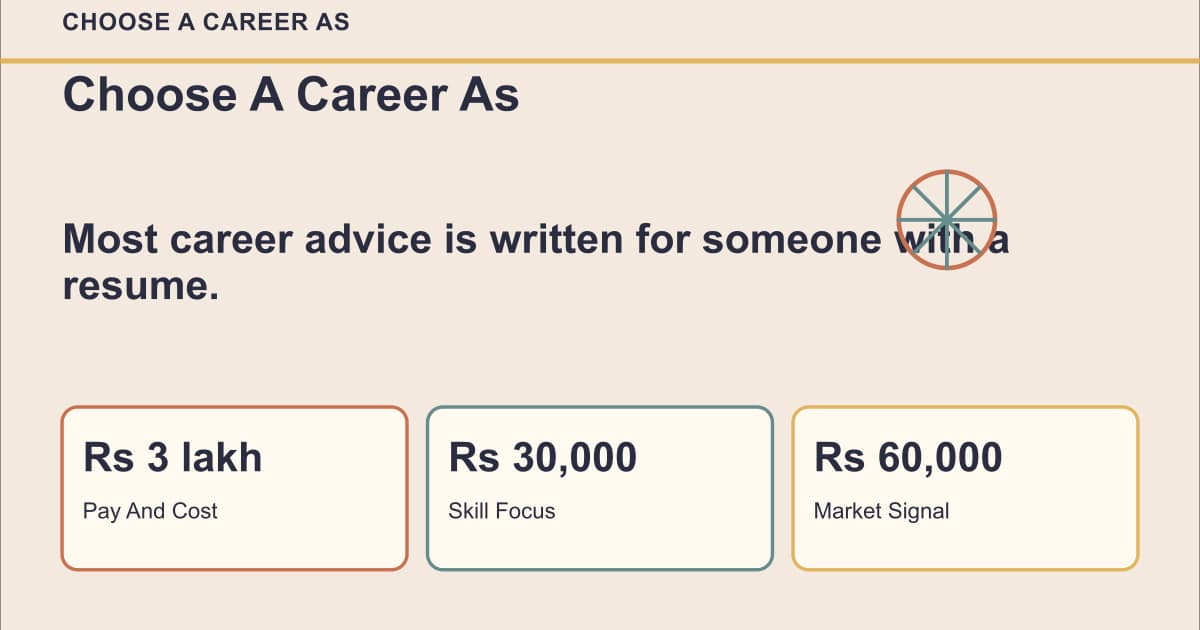 CHOOSE A CAREER AS
Choose A Career As
Most career advice is written for someone with a
resume.
Rs 3 lakh
Pay And Cost
Rs 30,000
Skill Focus
Rs 60,000
Market Signal